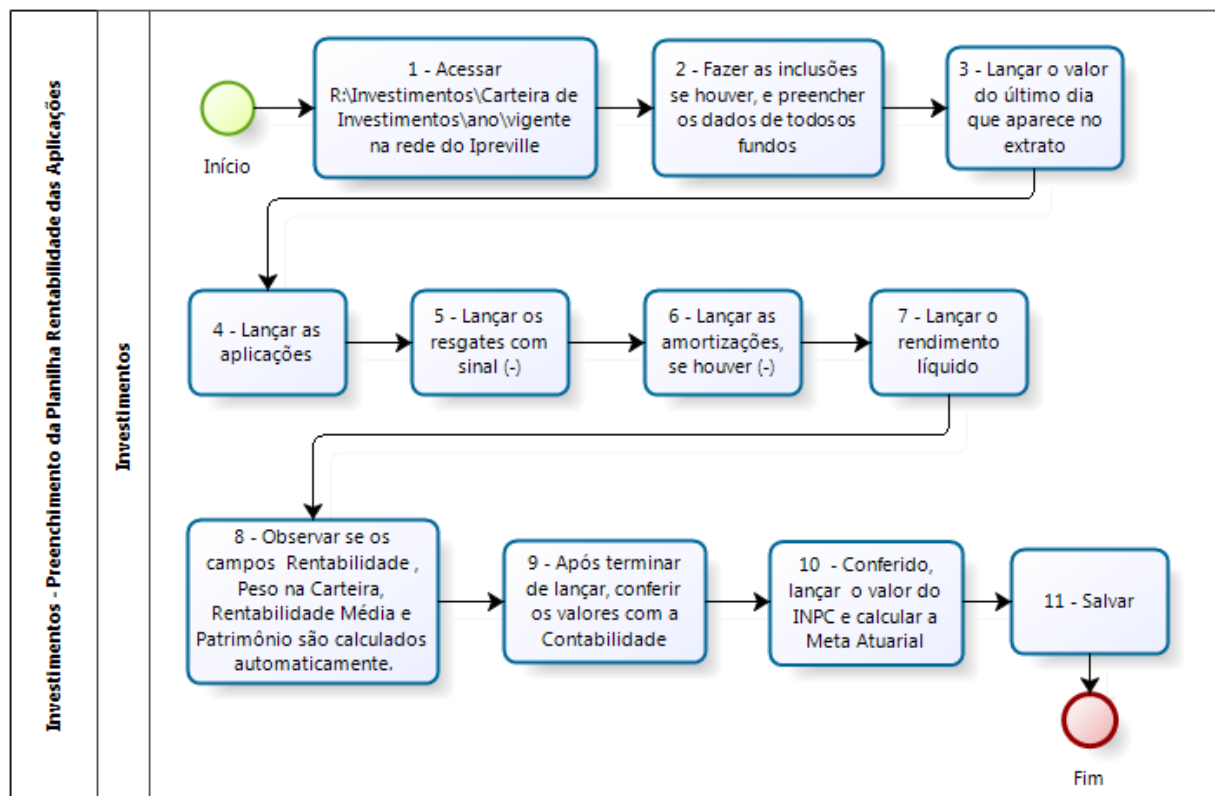 Investimentos - Preenchimento da Planilha Rentabilidade das Aplicações
Investimentos
Início
1 - Acessar
R:\Investimentos\Carteira de
Investimentos\ano\vigente
na rede do Ipreville
2 - Fazer as inclusões
se houver, e preencher
os dados de todosos
fundos
3 - Lançar o valor
do último dia
que aparece no
extrato
4 - Lançar as
aplicações
5 - Lançar os
resgates com
sinal (-)
6 - Lançar as
amortizações,
se houver (-)
7 - Lançar o
rendimento
líquido
8 - Observar se os
campos  Rentabilidade ,
Peso na Carteira,
Rentabilidade Média e
Patrimônio são calculados
automaticamente.
9 - Após terminar
de lançar, conferir
os valores com a
Contabilidade
10  - Conferido,
lançar  o valor do
INPC e calcular a
Meta Atuarial
11 - Salvar
Fim